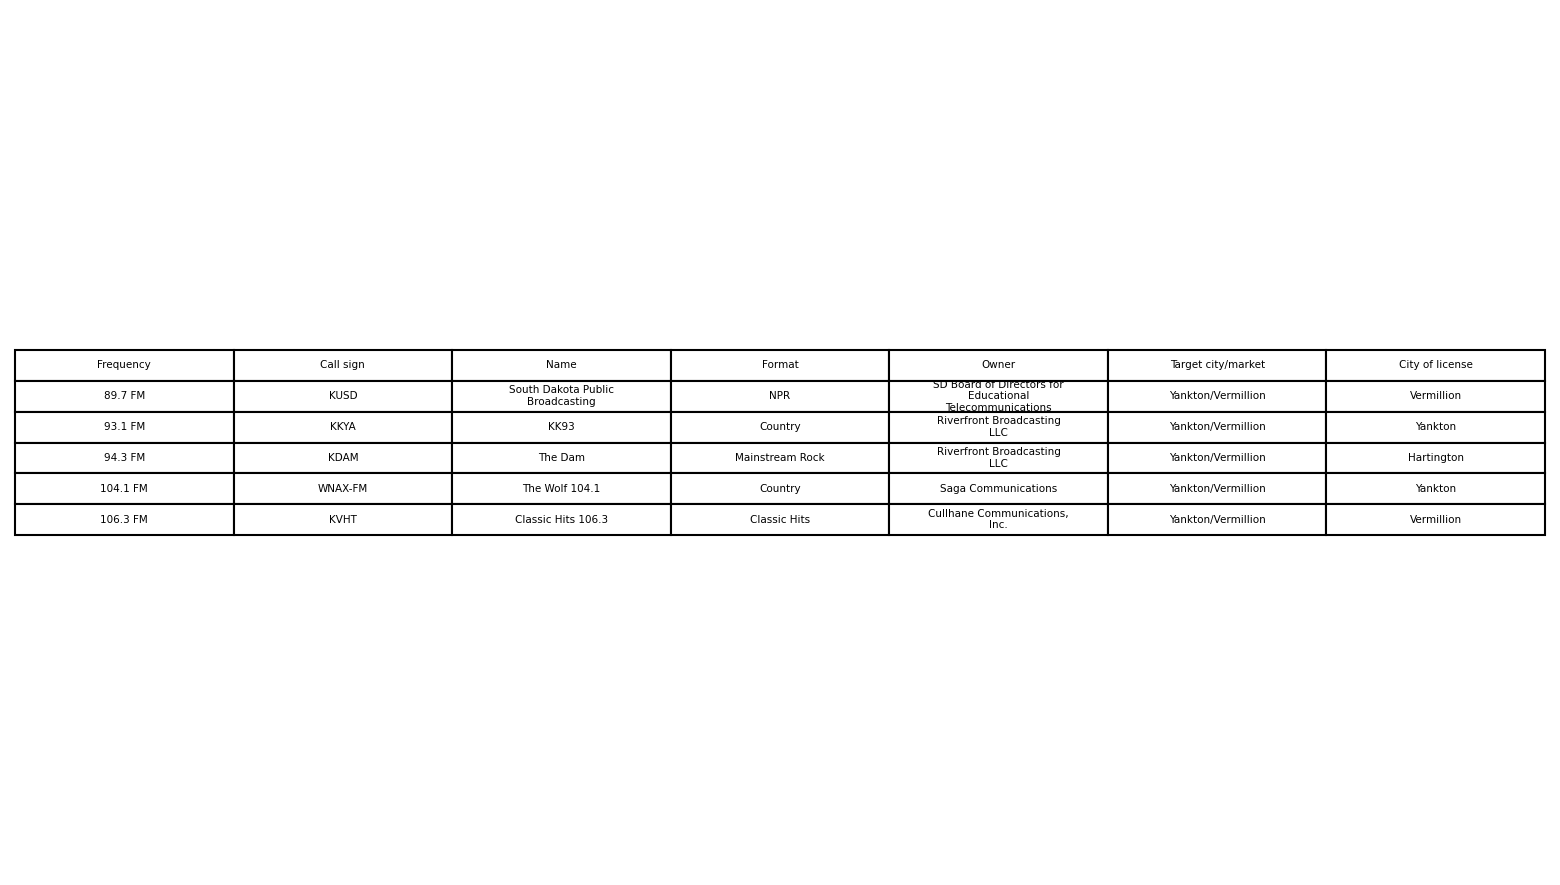 Frequency Call sign Name Format Owner Target city/market City of license
89.7 FM KUSD South Dakota Public Broadcasting NPR SD Board of Directors for Educational Telecommunications Yankton/Vermillion Vermillion
93.1 FM KKYA KK93 Country Riverfront Broadcasting LLC Yankton/Vermillion Yankton
94.3 FM KDAM The Dam Mainstream Rock Riverfront Broadcasting LLC Yankton/Vermillion Hartington
104.1 FM WNAX-FM The Wolf 104.1 Country Saga Communications Yankton/Vermillion Yankton
106.3 FM KVHT Classic Hits 106.3 Classic Hits Cullhane Communications, Inc. Yankton/Vermillion Vermillion